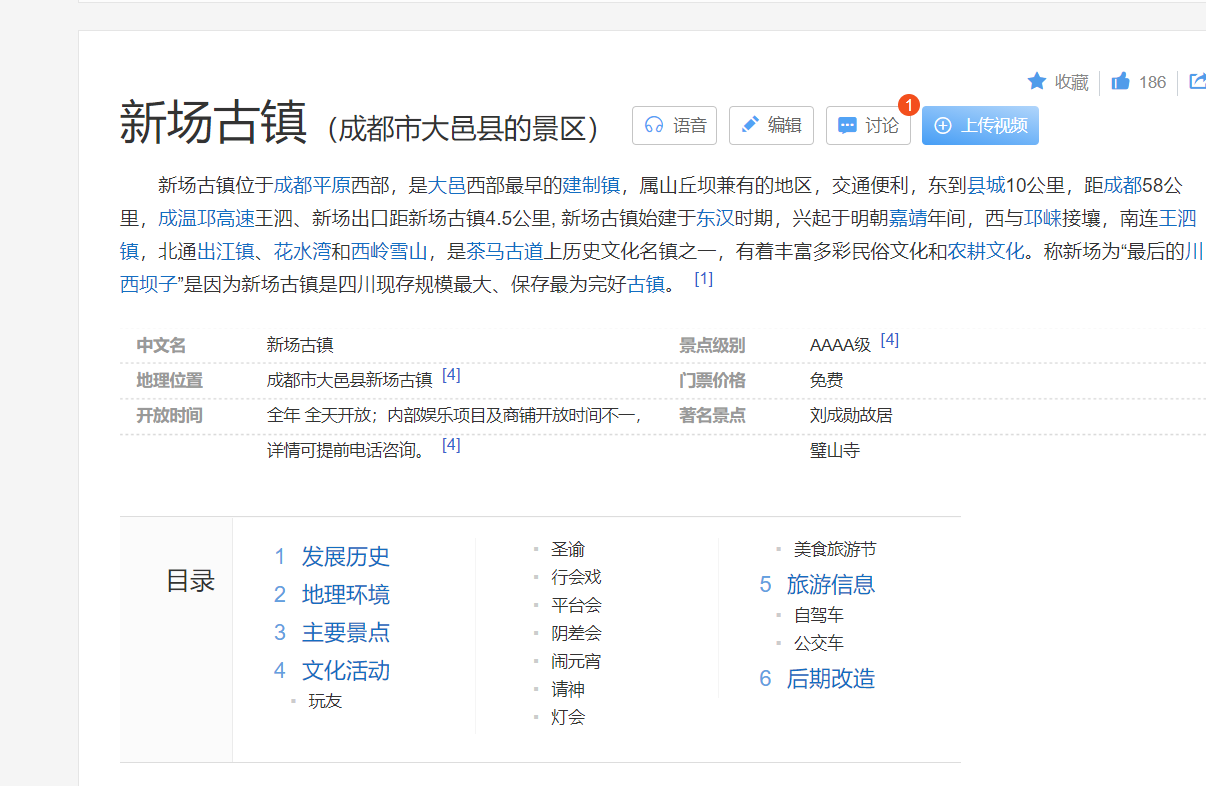 收藏 186
新场古镇（成都市大邑县的景区） 语音 编辑 讨论 1 上传视频
新场古镇位于成都平原西部，是大邑西部最早的建制镇，属山丘坝兼有的地区，交通便利，东到县城10公里，距成都58公
里，成温邛高速王泗、新场出口距新场古镇4.5公里, 新场古镇始建于东汉时期，兴起于明朝嘉靖年间，西与邛崃接壤，南连王泗
镇，北通出江镇、花水湾和西岭雪山，是茶马古道上历史文化名镇之一，有着丰富多彩民俗文化和农耕文化。称新场为“最后的川
西坝子”是因为新场古镇是四川现存规模最大、保存最为完好古镇。 [1]
中文名 新场古镇 景点级别 AAAA级 [4]
地理位置 成都市大邑县新场古镇 [4] 门票价格 免费
开放时间 全年 全天开放；内部娱乐项目及商铺开放时间不一， 著名景点 刘成勋故居
详情可提前电话咨询。 [4] 璧山寺
目录
1 发展历史
2 地理环境
3 主要景点
4 文化活动
玩友
圣谕
行会戏
平台会
阴差会
闹元宵
请神
灯会
美食旅游节
5 旅游信息
自驾车
公交车
6 后期改造